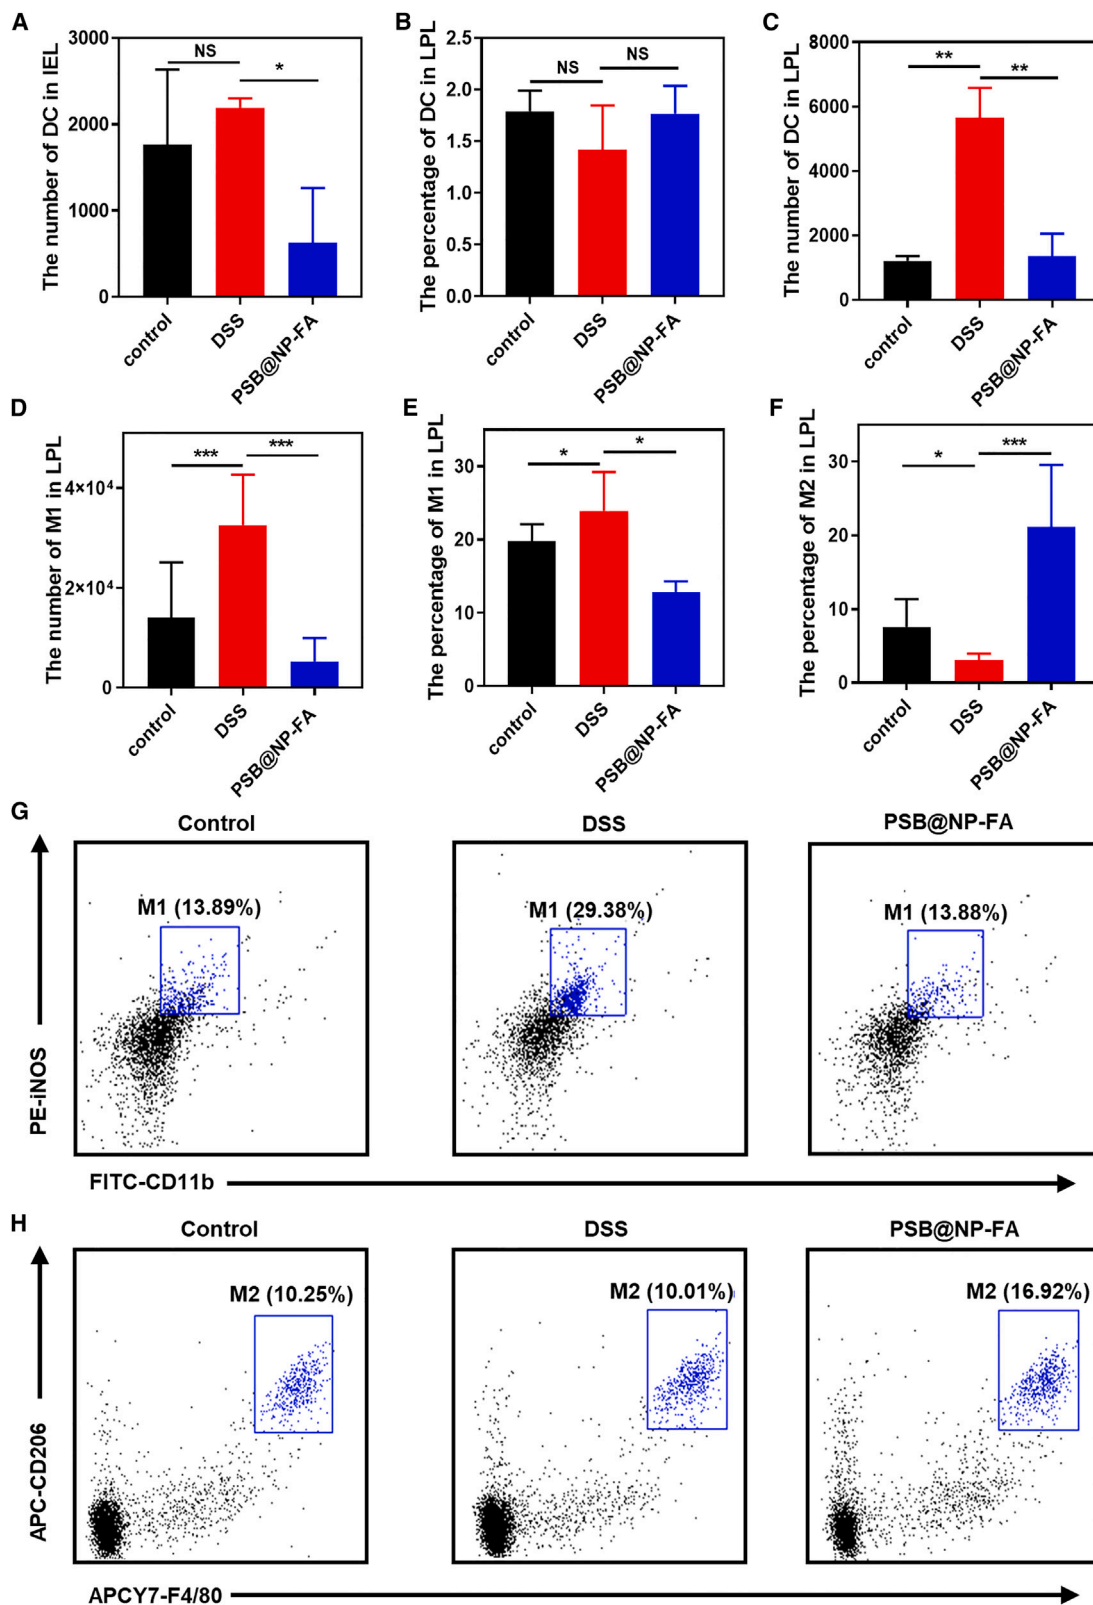 A
The number of DC in IEL
3000
2000
1000
0
NS
*
control
DSS
PSB@NP-FA
B
The percentage of DC in LPL
2.5
2.0
1.5
1.0
0.5
0.0
NS
NS
control
DSS
PSB@NP-FA
C
The number of DC in LPL
8000
6000
4000
2000
0
**
**
control
DSS
PSB@NP-FA
D
The number of M1 in LPL
4×10⁴
2×10⁴
0
***
***
control
DSS
PSB@NP-FA
E
The percentage of M1 in LPL
30
20
10
0
*
*
control
DSS
PSB@NP-FA
F
The percentage of M2 in LPL
30
20
10
0
*
***
control
DSS
PSB@NP-FA
G
Control
DSS
PSB@NP-FA
M1 (13.89%)
M1 (29.38%)
M1 (13.88%)
PE-iNOS
FITC-CD11b
H
Control
DSS
PSB@NP-FA
M2 (10.25%)
M2 (10.01%)
M2 (16.92%)
APC-CD206
APCY7-F4/80